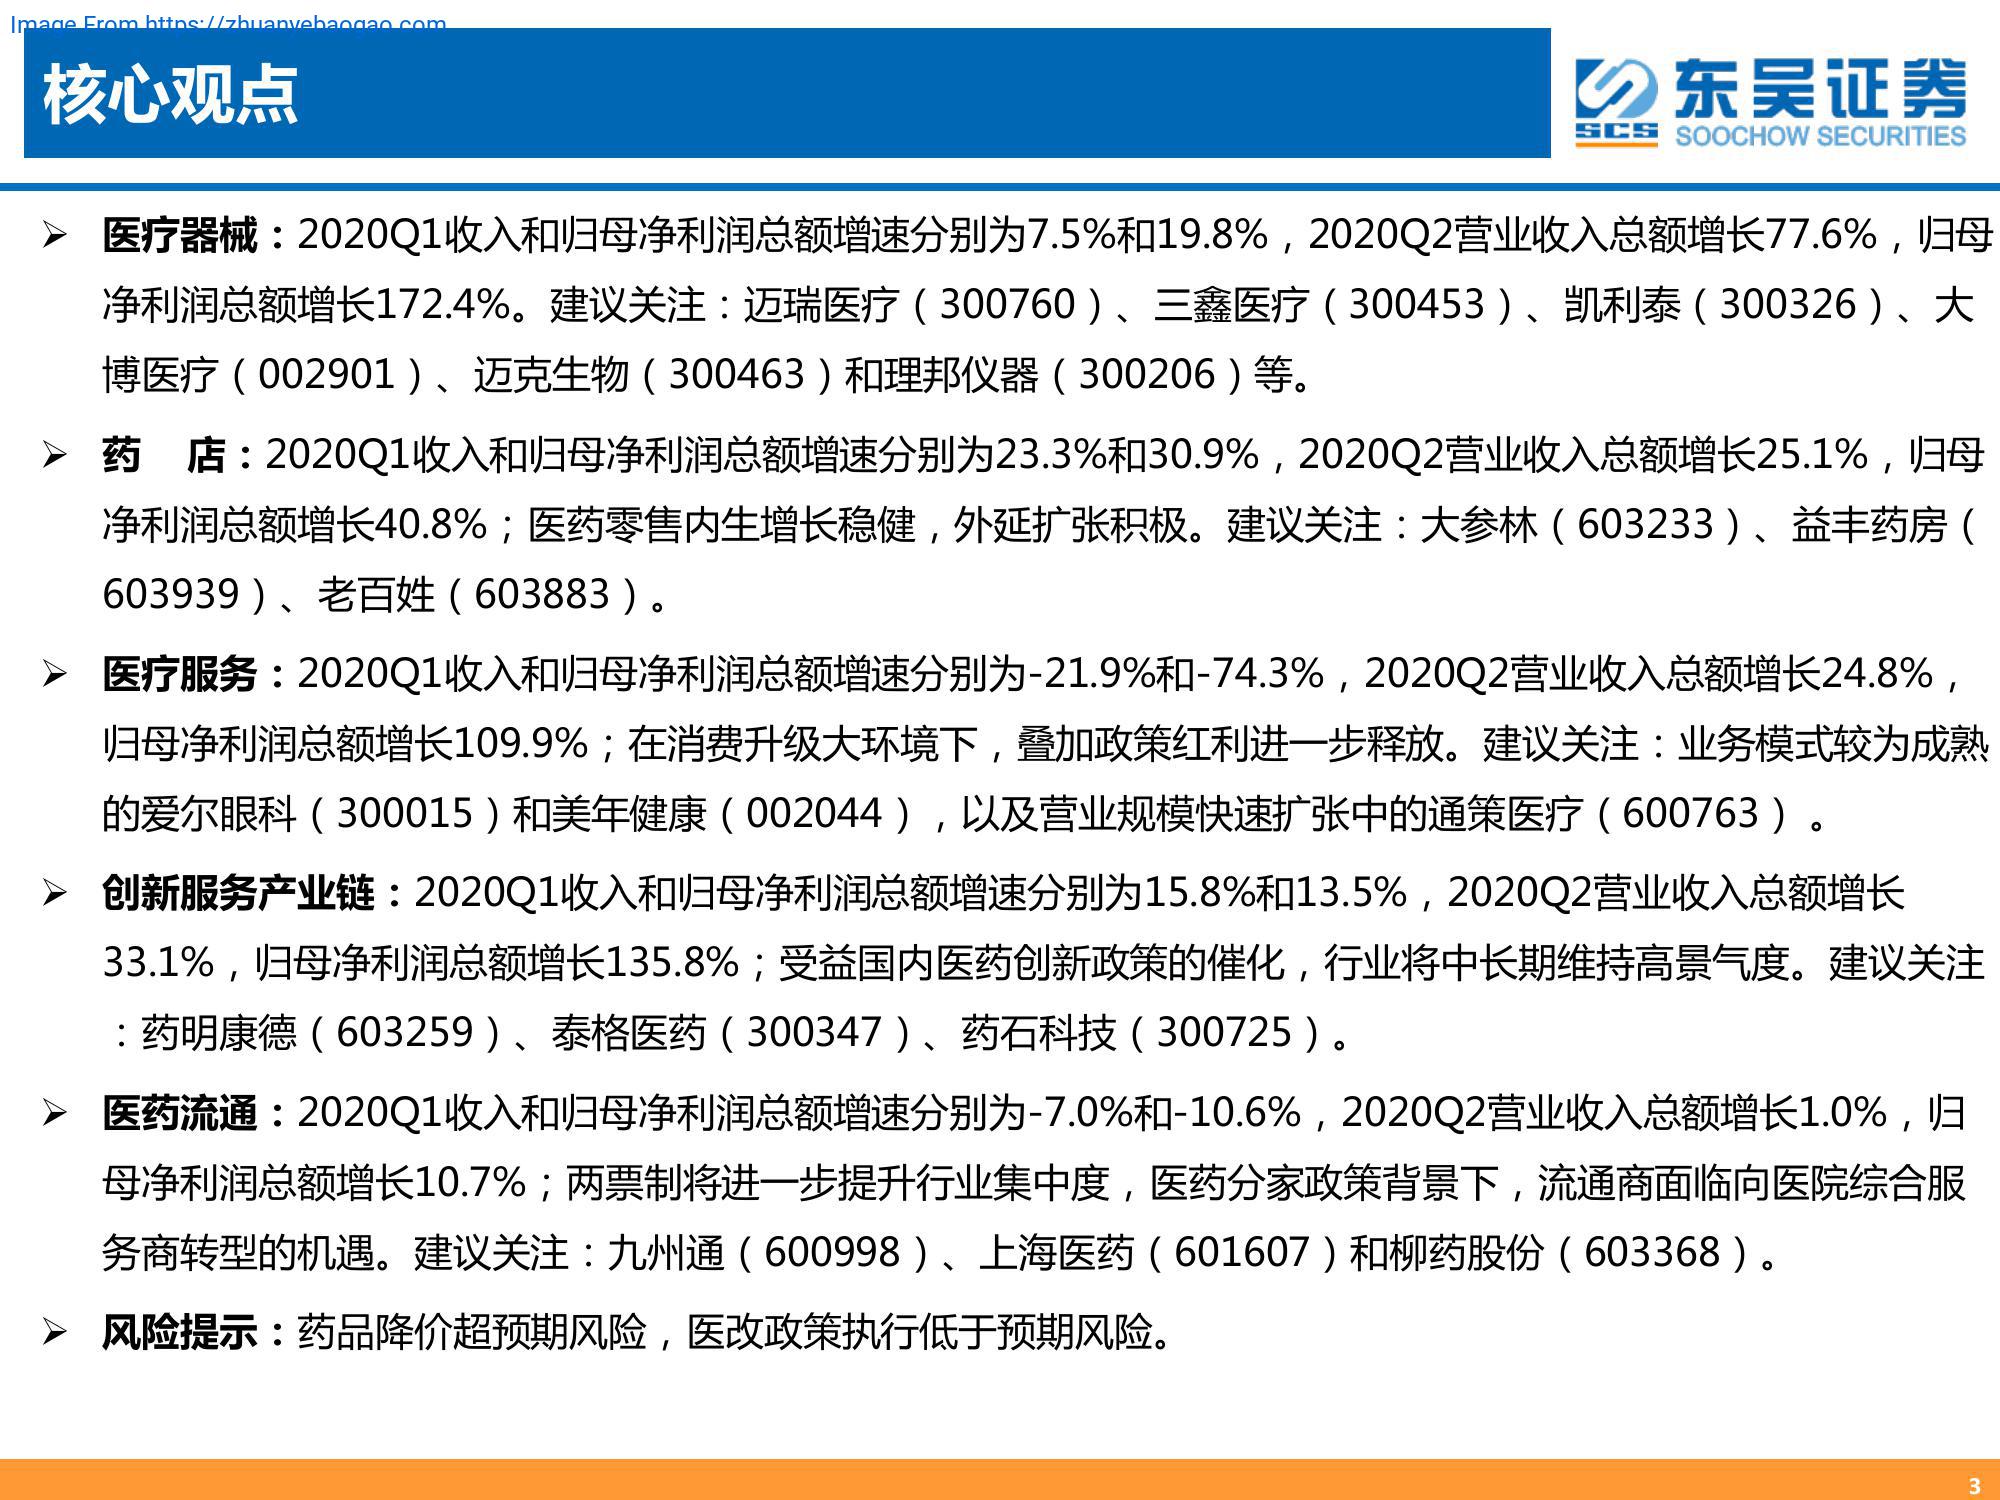 Image From https://zhuanyebaogao.com
核心观点
SCS
东吴证券
SOOCHOW SECURITIES
➢ 医疗器械：2020Q1收入和归母净利润总额增速分别为7.5%和19.8%，2020Q2营业收入总额增长77.6%，归母
净利润总额增长172.4%。建议关注：迈瑞医疗（300760）、三鑫医疗（300453）、凯利泰（300326）、大
博医疗（002901）、迈克生物（300463）和理邦仪器（300206）等。
➢ 药 店：2020Q1收入和归母净利润总额增速分别为23.3%和30.9%，2020Q2营业收入总额增长25.1%，归母
净利润总额增长40.8%；医药零售内生增长稳健，外延扩张积极。建议关注：大参林（603233）、益丰药房（
603939）、老百姓（603883）。
➢ 医疗服务：2020Q1收入和归母净利润总额增速分别为-21.9%和-74.3%，2020Q2营业收入总额增长24.8%，
归母净利润总额增长109.9%；在消费升级大环境下，叠加政策红利进一步释放。建议关注：业务模式较为成熟
的爱尔眼科（300015）和美年健康（002044），以及营业规模快速扩张中的通策医疗（600763）。
➢ 创新服务产业链：2020Q1收入和归母净利润总额增速分别为15.8%和13.5%，2020Q2营业收入总额增长
33.1%，归母净利润总额增长135.8%；受益国内医药创新政策的催化，行业将中长期维持高景气度。建议关注
：药明康德（603259）、泰格医药（300347）、药石科技（300725）。
➢ 医药流通：2020Q1收入和归母净利润总额增速分别为-7.0%和-10.6%，2020Q2营业收入总额增长1.0%，归
母净利润总额增长10.7%；两票制将进一步提升行业集中度，医药分家政策背景下，流通商面临向医院综合服
务商转型的机遇。建议关注：九州通（600998）、上海医药（601607）和柳药股份（603368）。
➢ 风险提示：药品降价超预期风险，医改政策执行低于预期风险。
3